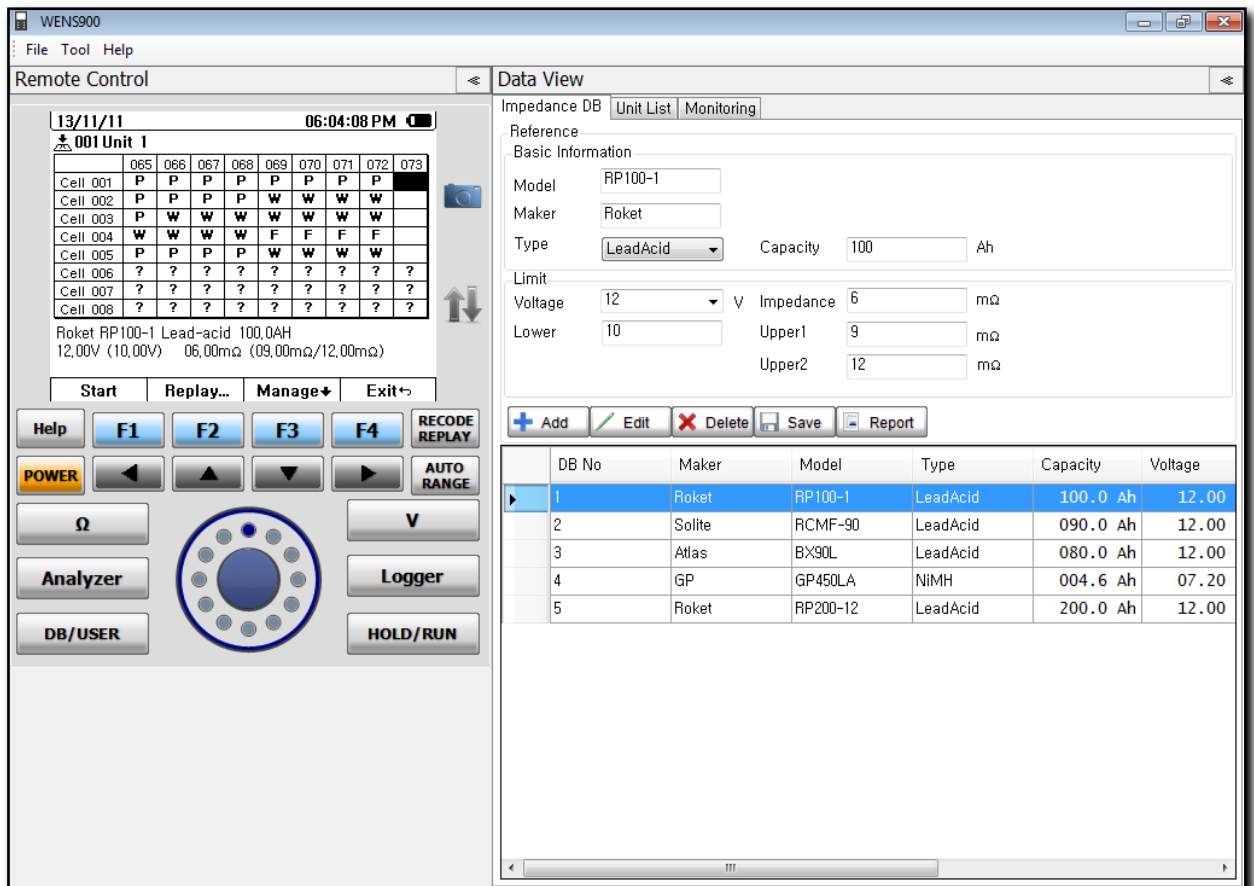 WENS900
File Tool Help
Remote Control
13/11/11 06:04:08 PM
001 Unit 1
065 066 067 068 069 070 071 072 073
Cell 001 P P P P P P P P
Cell 002 P P P P W W W W
Cell 003 P W W W W W W W
Cell 004 W W W W F F F F
Cell 005 P P P P W W W W
Cell 006 ? ? ? ? ? ? ? ? ?
Cell 007 ? ? ? ? ? ? ? ? ?
Cell 008 ? ? ? ? ? ? ? ? ?
Roket RP100-1 Lead-acid 100,0AH
12,00V (10,00V) 06,00mΩ (09,00mΩ/12,00mΩ)
Start Replay... Manage Exit
Help F1 F2 F3 F4 RECODE REPLAY
POWER AUTO RANGE
Ω V
Analyzer Logger
DB/USER HOLD/RUN
Data View
Impedance DB Unit List Monitoring
Reference
Basic Information
Model RP100-1
Maker Roket
Type LeadAcid Capacity 100 Ah
Limit
Voltage 12 V Impedance 6 mΩ
Lower 10 Upper1 9 mΩ
Upper2 12 mΩ
Add Edit Delete Save Report
DB No Maker Model Type Capacity Voltage
1 Roket RP100-1 LeadAcid 100.0 Ah 12.00
2 Solite RCMF-90 LeadAcid 090.0 Ah 12.00
3 Atlas BX90L LeadAcid 080.0 Ah 12.00
4 GP GP450LA NiMH 004.6 Ah 07.20
5 Roket RP200-12 LeadAcid 200.0 Ah 12.00